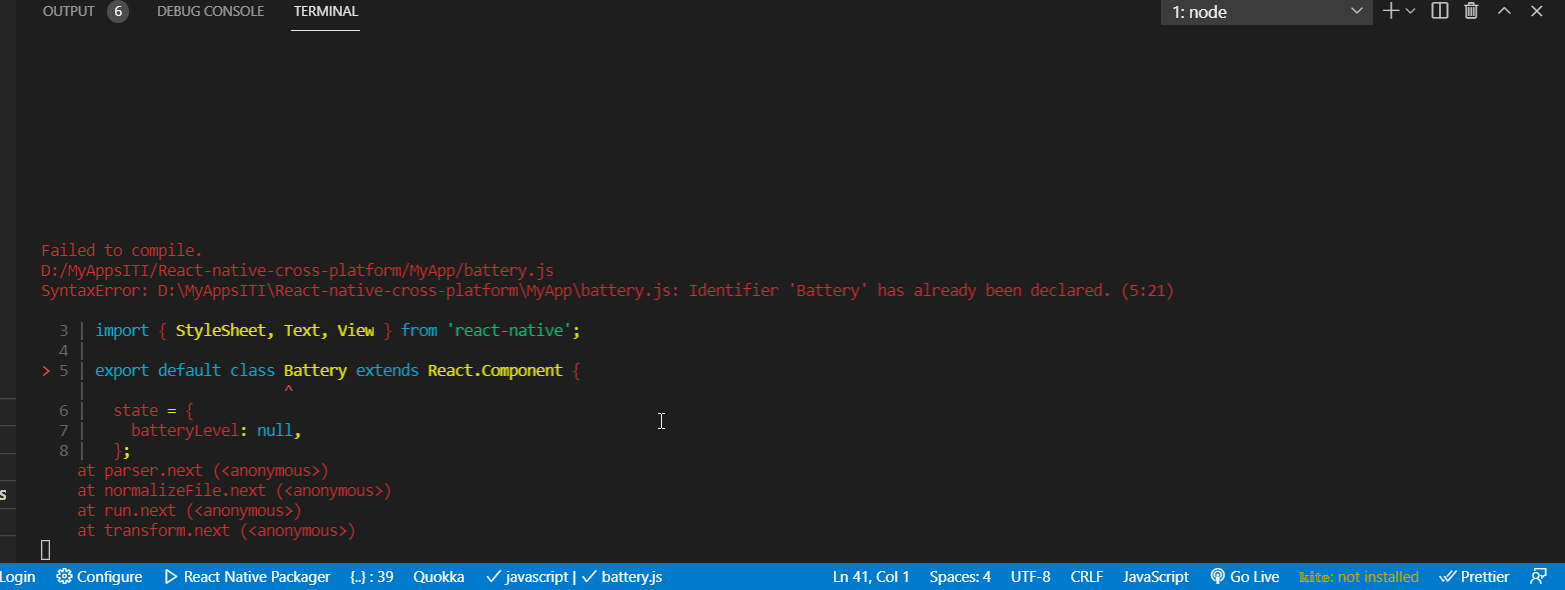 OUTPUT 6 DEBUG CONSOLE TERMINAL 1: node
Failed to compile.
D:/MyAppsITI/React-native-cross-platform/MyApp/battery.js
SyntaxError: D:\MyAppsITI\React-native-cross-platform\MyApp\battery.js: Identifier 'Battery' has already been declared. (5:21)
3 | import { StyleSheet, Text, View } from 'react-native';
4 |
> 5 | export default class Battery extends React.Component {
| ^
6 | state = {
7 | batteryLevel: null,
8 | };
at parser.next (<anonymous>)
at normalizeFile.next (<anonymous>)
s
at run.next (<anonymous>)
at transform.next (<anonymous>)
Login Configure React Native Packager {..} : 39 Quokka javascript | battery.js Ln 41, Col 1 Spaces: 4 UTF-8 CRLF JavaScript Go Live kite: not installed Prettier